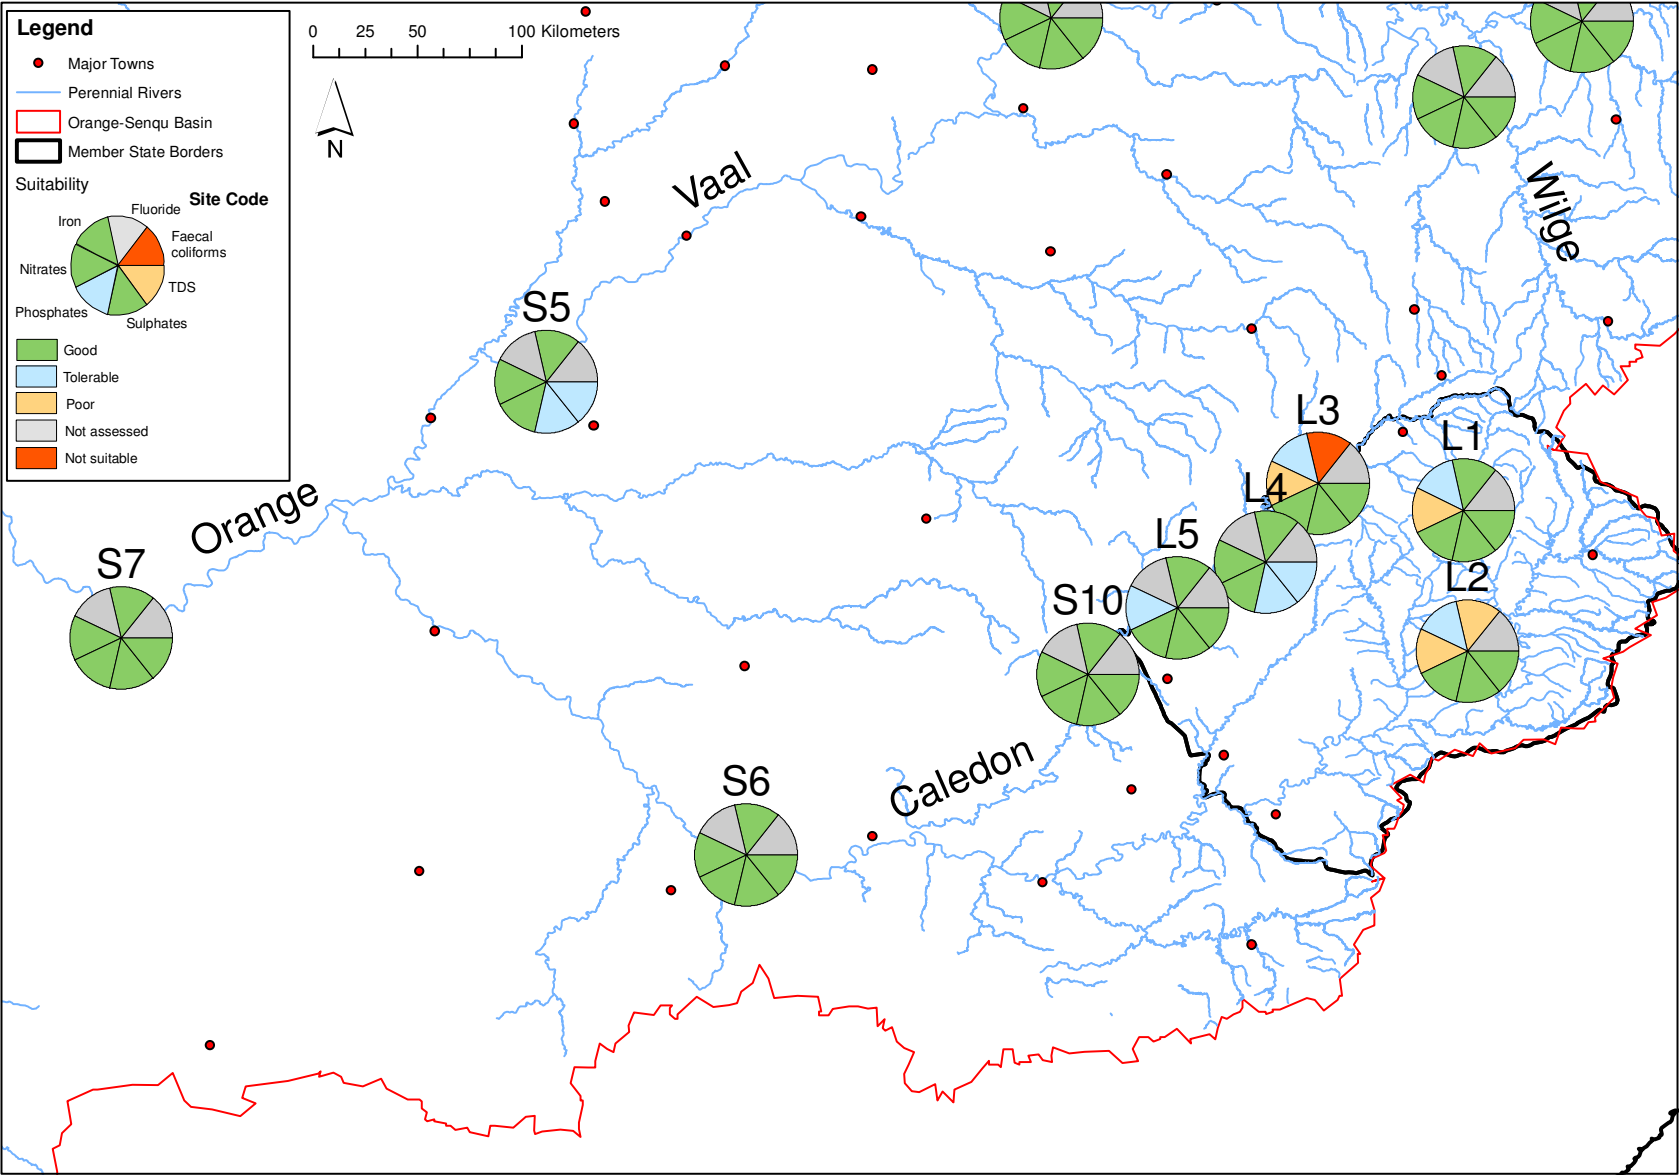 Legend
Major Towns
Perennial Rivers
Orange-Senqu Basin
Member State Borders
Suitability
Site Code
Fluoride
Iron
Faecal
coliforms
Nitrates
TDS
Phosphates
Sulphates
Good
Tolerable
Poor
Not assessed
Not suitable
0 25 50 100 Kilometers
N
Vaal
Wilge
S5
L3
L1
L4
Orange
L5
S7
L2
S10
Caledon
S6